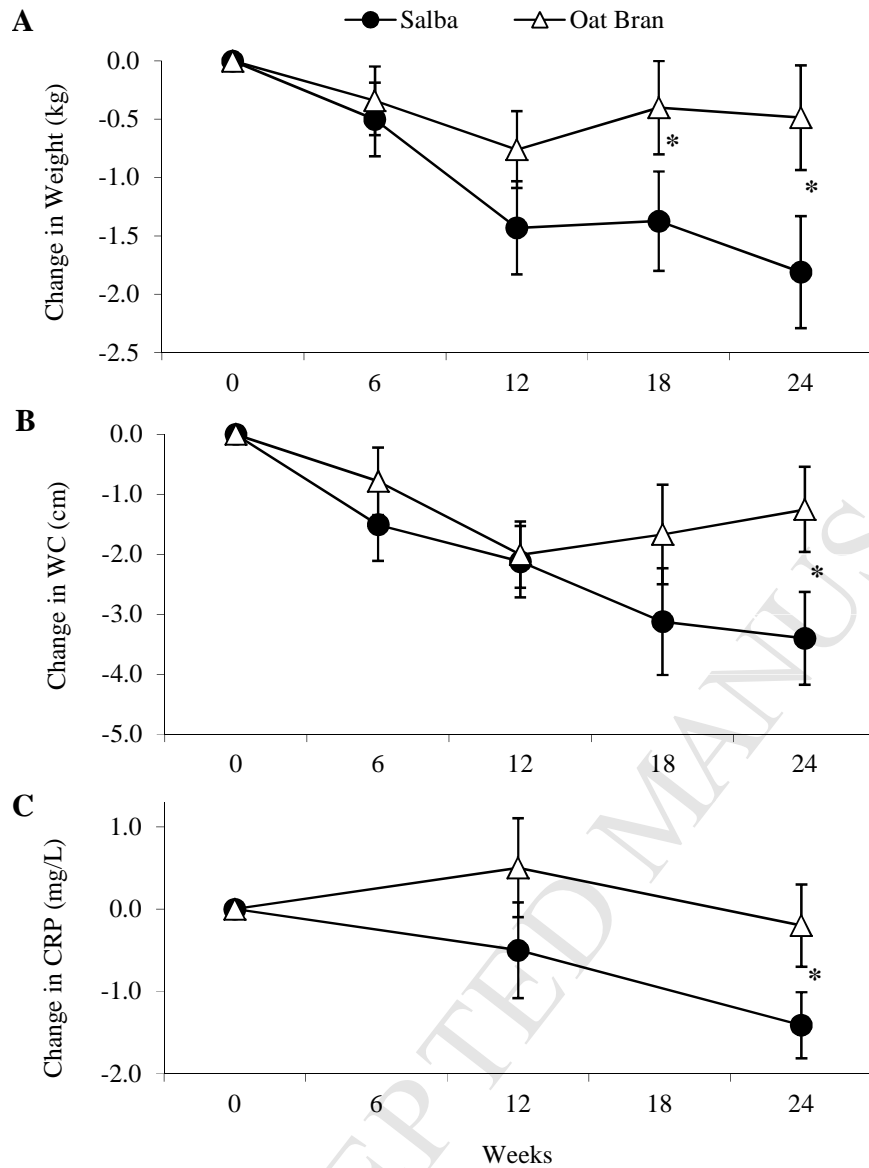 A
Salba Oat Bran
0.0
-0.5
-1.0
-1.5
-2.0
-2.5
Change in Weight (kg)
*
*
0 6 12 18 24
B
0.0
-1.0
-2.0
-3.0
-4.0
-5.0
Change in WC (cm)
*
0 6 12 18 24
C
1.0
0.0
-1.0
-2.0
Change in CRP (mg/L)
*
0 6 12 18 24
Weeks
EPTED MANUS